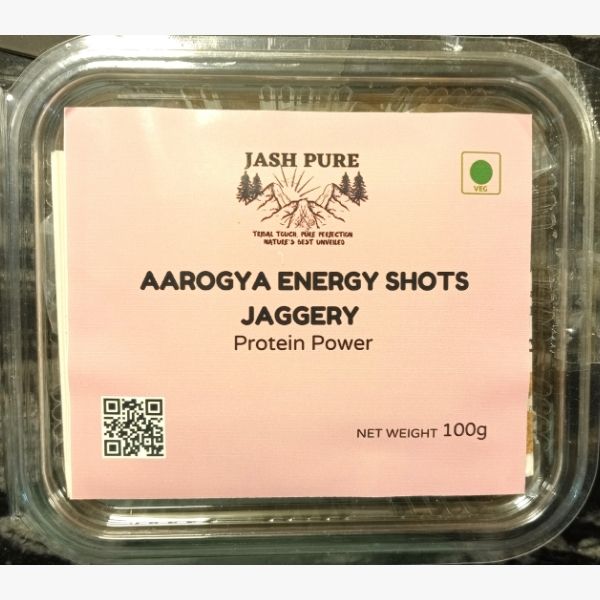 JASH PURE
TRIBAL TOUCH, PURE PERFECTION
NATURE'S BEST UNVEILED
VEG
AAROGYA ENERGY SHOTS
JAGGERY
Protein Power
NET WEIGHT 100g